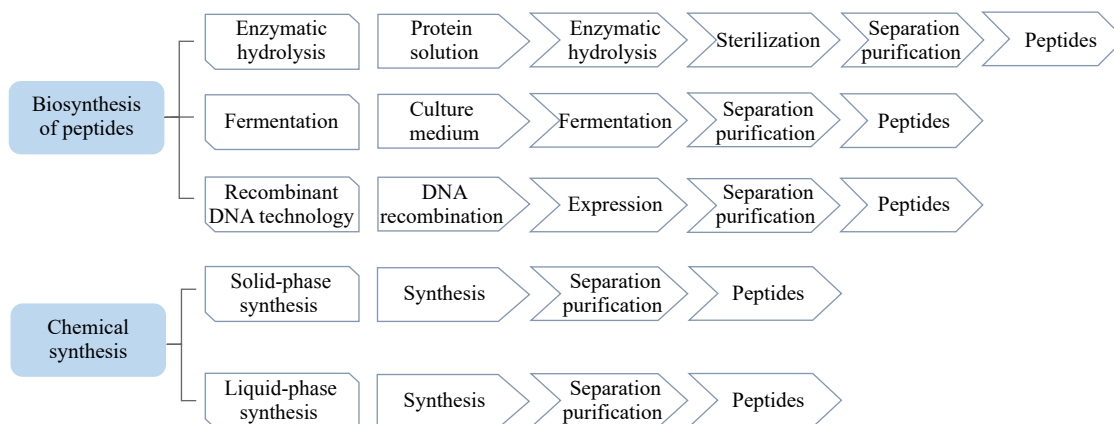 Biosynthesis
of peptides
Enzymatic
hydrolysis
Protein
solution
Enzymatic
hydrolysis
Sterilization
Separation
purification
Peptides
Fermentation
Culture
medium
Fermentation
Separation
purification
Peptides
Recombinant
DNA technology
DNA
recombination
Expression
Separation
purification
Peptides
Chemical
synthesis
Solid-phase
synthesis
Synthesis
Separation
purification
Peptides
Liquid-phase
synthesis
Synthesis
Separation
purification
Peptides